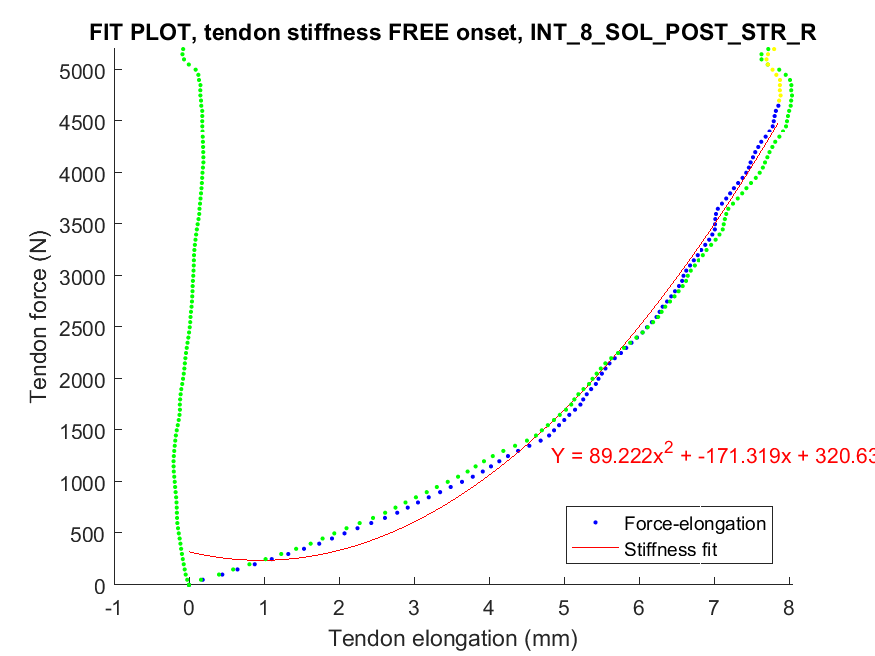 FIT PLOT, tendon stiffness FREE onset, INT_8_SOL_POST_STR_R
5000
4500
4000
3500
3000
2500
2000
1500
1000
500
0
Tendon force (N)
Y = 89.222x² + -171.319x + 320.63
Force-elongation
Stiffness fit
-1 0 1 2 3 4 5 6 7 8
Tendon elongation (mm)